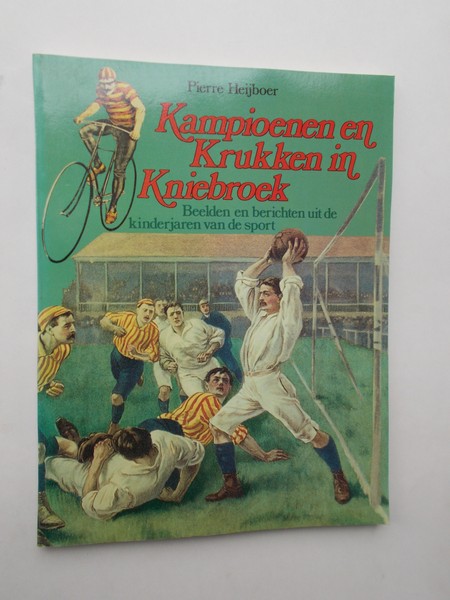 Pierre Heijboer
Kampioenen en
Krukken in
Kniebroek
Beelden en berichten uit de
kinderjaren van de sport